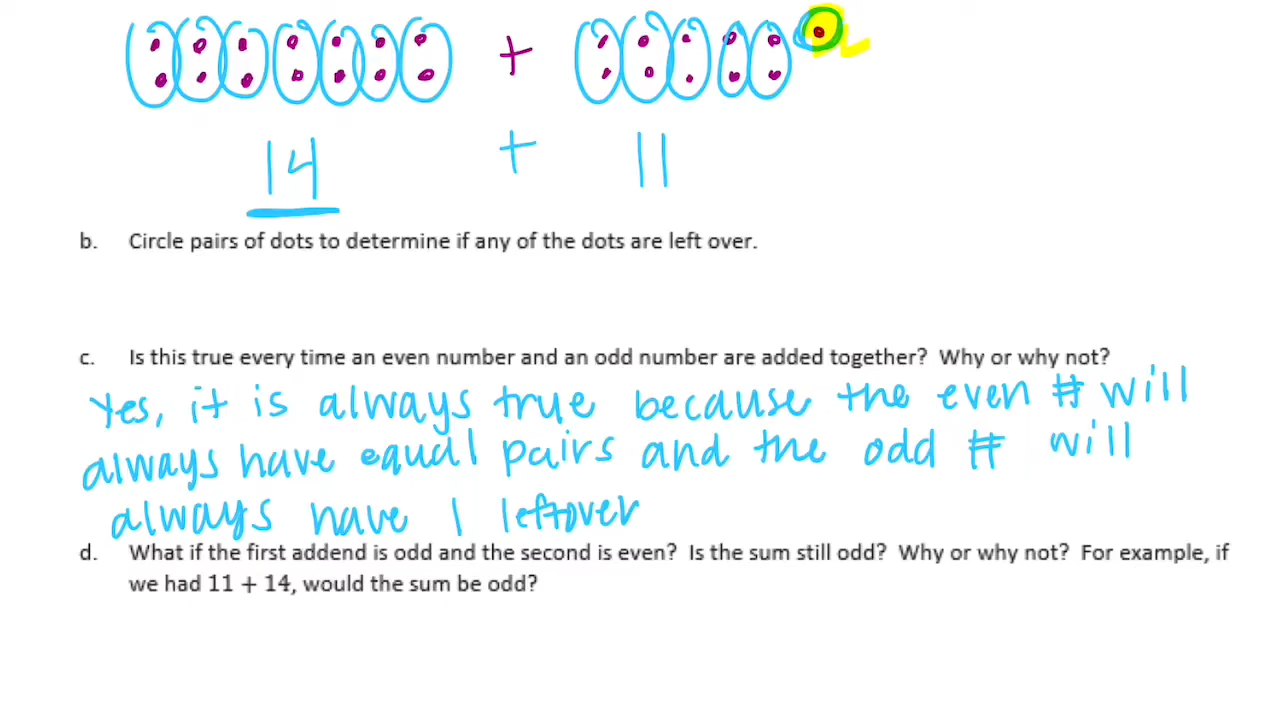 +
14 + 11
b. Circle pairs of dots to determine if any of the dots are left over.
c. Is this true every time an even number and an odd number are added together? Why or why not?
Yes, it is always true because the even # will
always have equal pairs and the odd # will
always have 1 leftover
d. What if the first addend is odd and the second is even? Is the sum still odd? Why or why not? For example, if
we had 11 + 14, would the sum be odd?